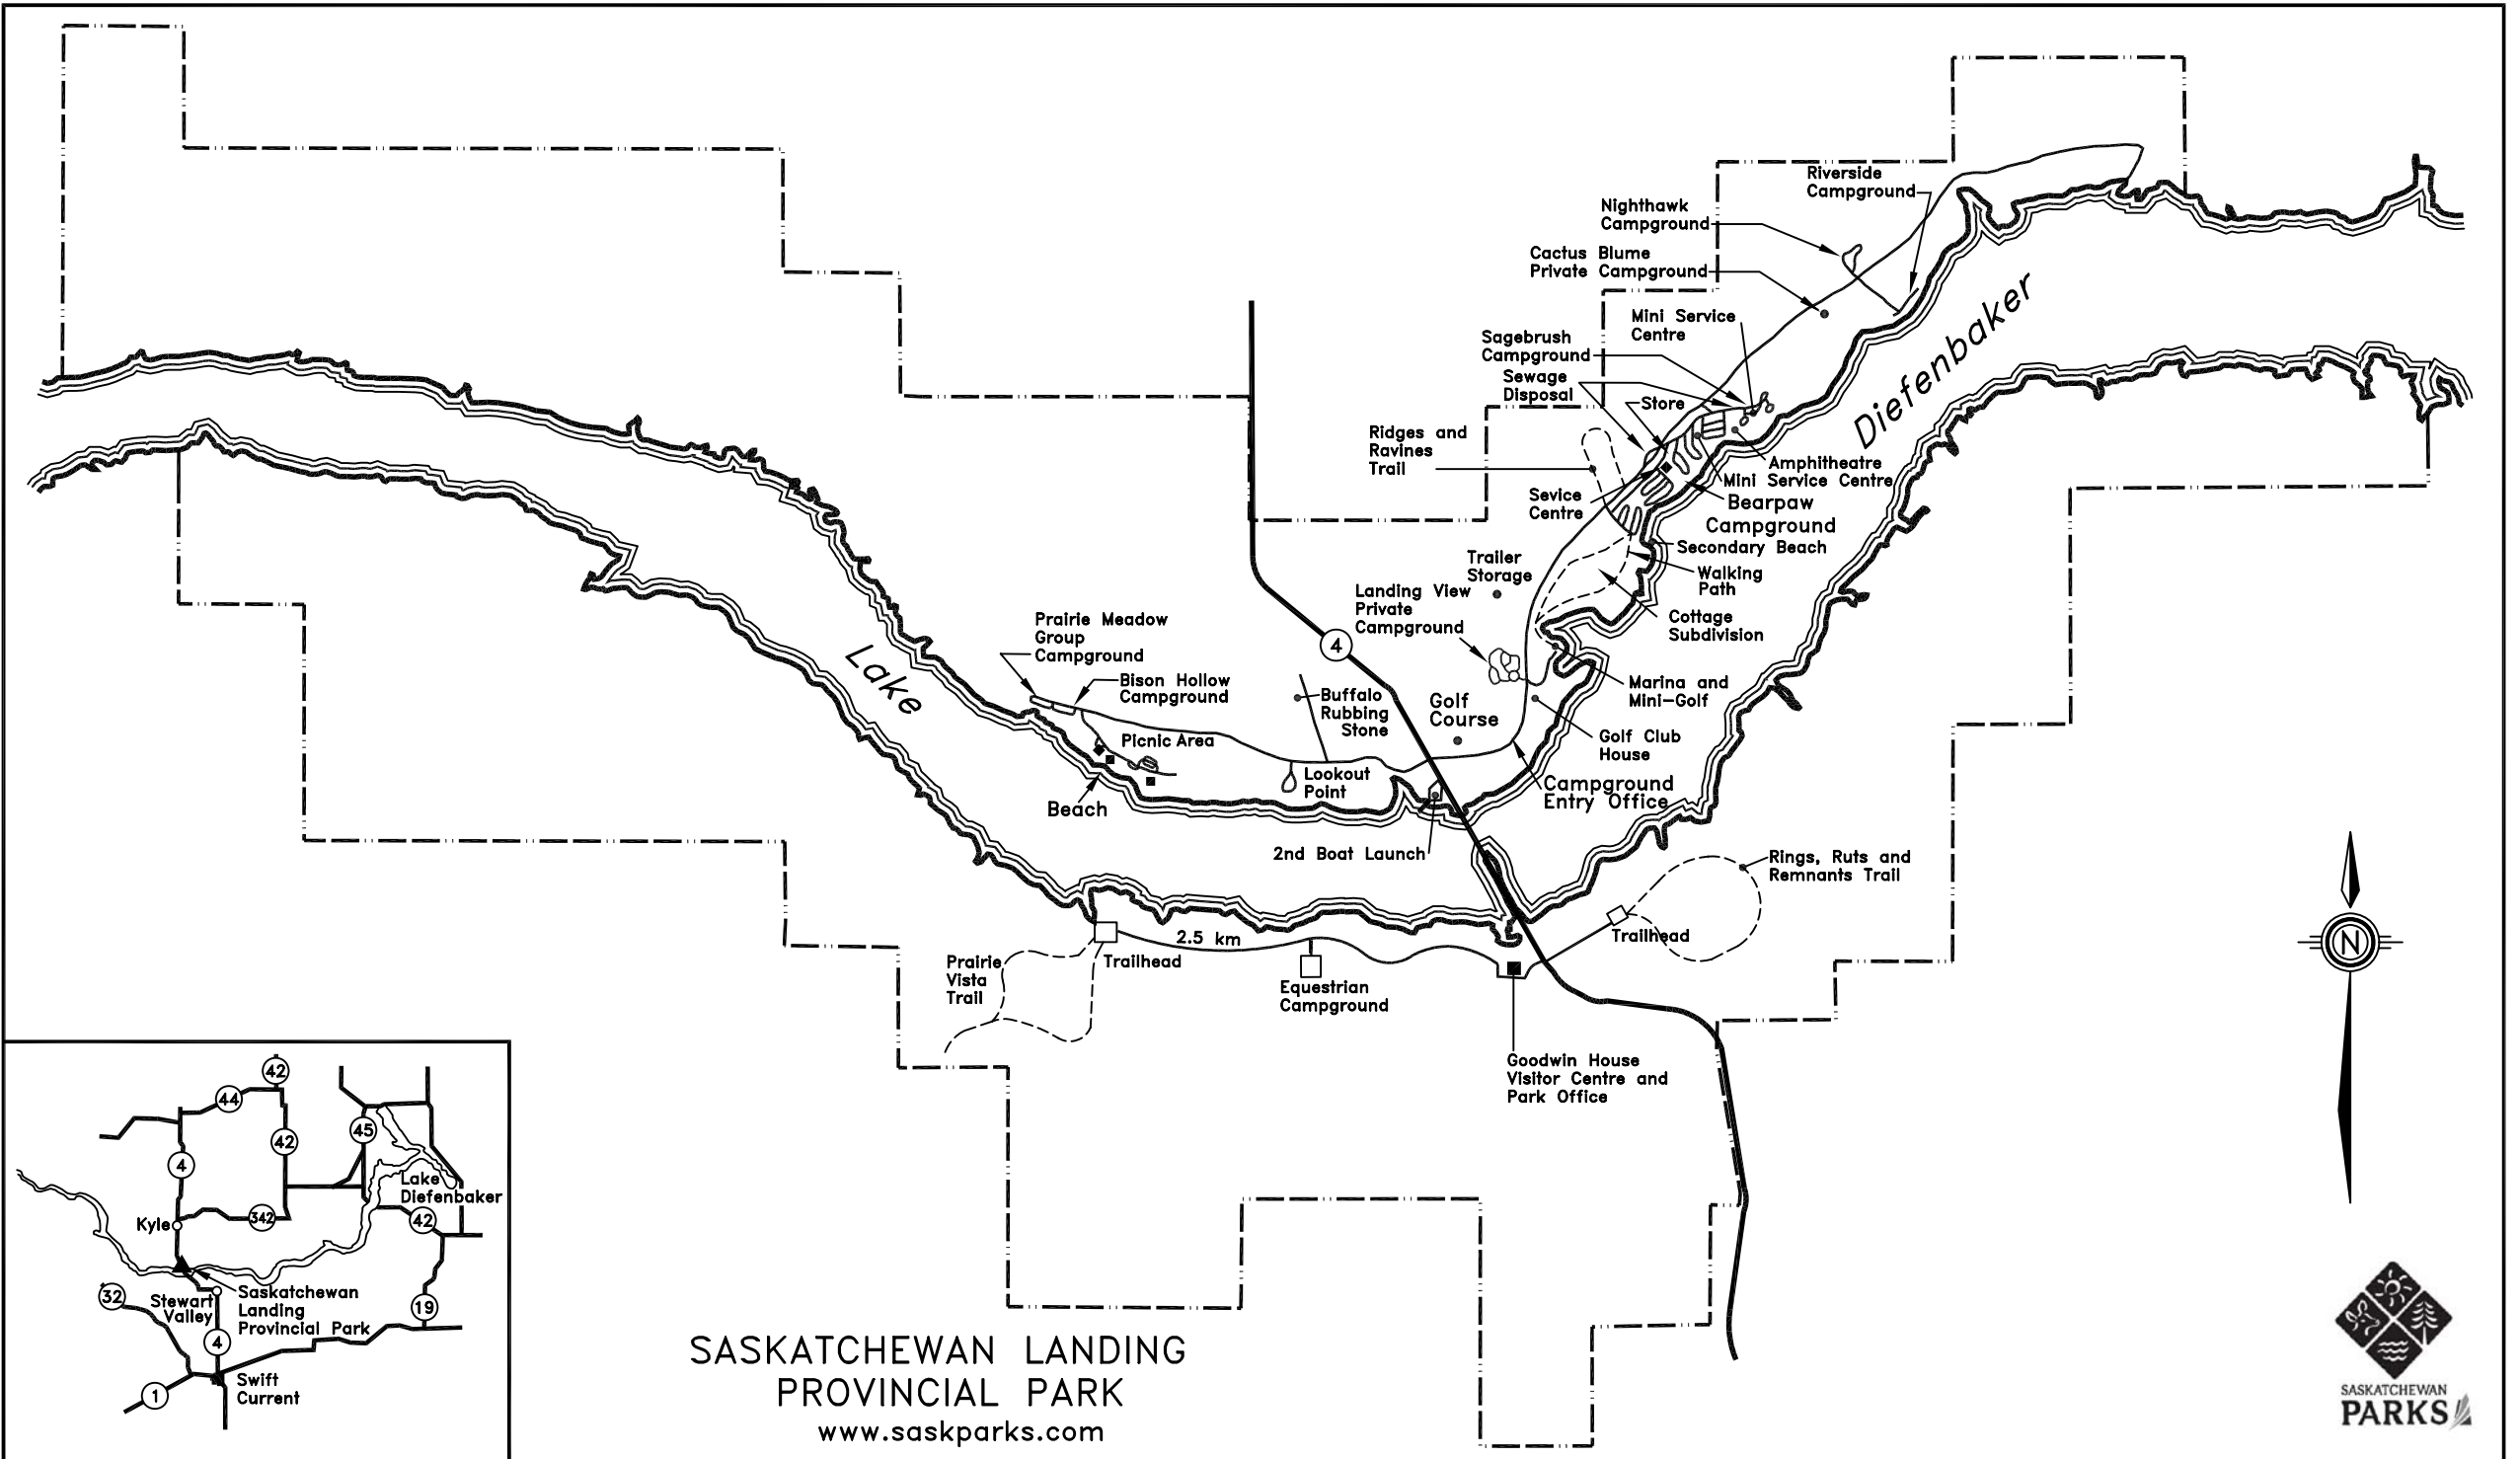 Riverside
Campground
Nighthawk
Campground
Cactus Blume
Private Campground
Mini Service
Centre
Sagebrush
Campground
Sewage
Disposal
Store
Ridges and
Ravines
Trail
Amphitheatre
Mini Service Centre
Sevice
Centre
Bearpaw
Campground
Secondary Beach
Walking
Path
Trailer
Storage
Landing View
Private
Campground
Cottage
Subdivision
Lake
Diefenbaker
4
Prairie Meadow
Group
Campground
Bison Hollow
Campground
Buffalo
Rubbing
Stone
Golf
Course
Marina and
Mini-Golf
Golf Club
House
Picnic Area
Lookout
Point
Beach
Campground
Entry Office
2nd Boat Launch
Rings, Ruts and
Remnants Trail
Trailhead
2.5 km
Prairie
Vista
Trail
Trailhead
Equestrian
Campground
Goodwin House
Visitor Centre and
Park Office
N
42
44
42
45
4
Lake
Diefenbaker
Kyle
342
42
32
Stewart
Valley
Saskatchewan
Landing
Provincial Park
19
4
Swift
Current
1
SASKATCHEWAN LANDING
PROVINCIAL PARK
www.saskparks.com
SASKATCHEWAN
PARKS